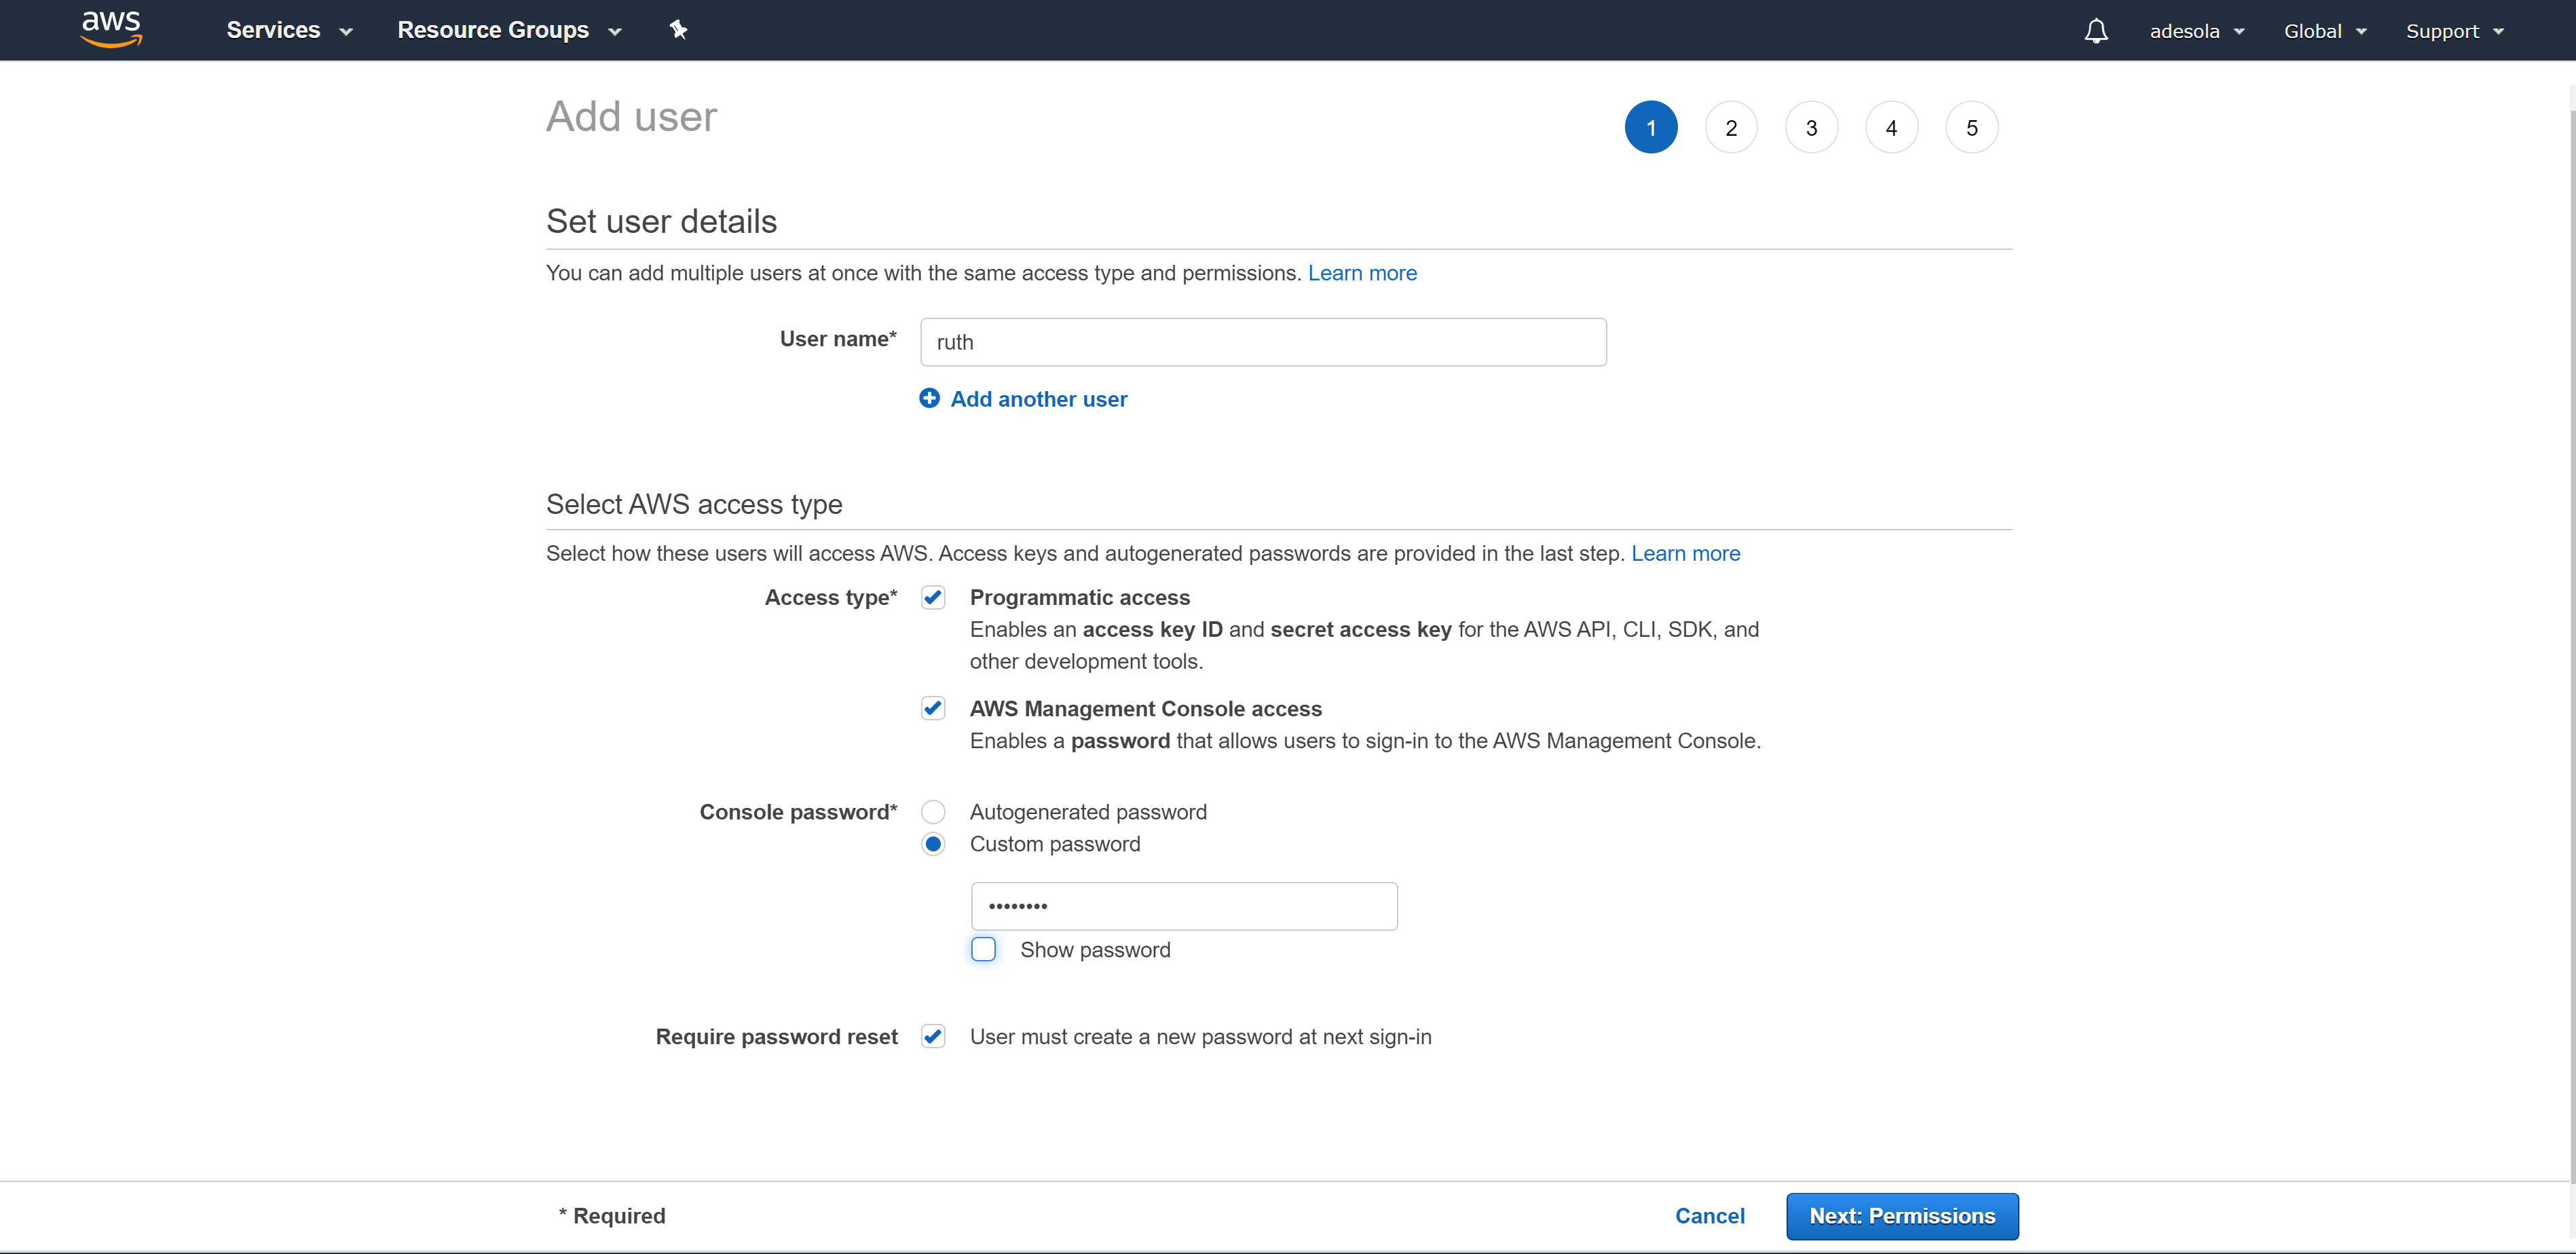 aws Services Resource Groups adesola Global Support
Add user 1 2 3 4 5
Set user details
You can add multiple users at once with the same access type and permissions. Learn more
User name* ruth
Add another user
Select AWS access type
Select how these users will access AWS. Access keys and autogenerated passwords are provided in the last step. Learn more
Access type* Programmatic access
Enables an access key ID and secret access key for the AWS API, CLI, SDK, and
other development tools.
AWS Management Console access
Enables a password that allows users to sign-in to the AWS Management Console.
Console password* Autogenerated password
Custom password
••••••••
Show password
Require password reset User must create a new password at next sign-in
* Required Cancel Next: Permissions